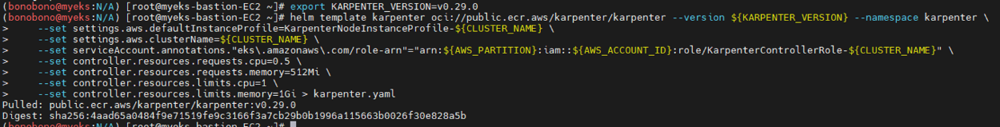 (bonobono@myeks:N/A) [root@myeks-bastion-EC2 ~]# export KARPENTER_VERSION=v0.29.0
(bonobono@myeks:N/A) [root@myeks-bastion-EC2 ~]# helm template karpenter oci://public.ecr.aws/karpenter/karpenter --version ${KARPENTER_VERSION} --namespace karpenter \
>     --set settings.aws.defaultInstanceProfile=KarpenterNodeInstanceProfile-${CLUSTER_NAME} \
>     --set settings.aws.clusterName=${CLUSTER_NAME} \
>     --set serviceAccount.annotations."eks\.amazonaws\.com/role-arn"="arn:${AWS_PARTITION}:iam::${AWS_ACCOUNT_ID}:role/KarpenterControllerRole-${CLUSTER_NAME}" \
>     --set controller.resources.requests.cpu=0.5 \
>     --set controller.resources.requests.memory=512Mi \
>     --set controller.resources.limits.cpu=1 \
>     --set controller.resources.limits.memory=1Gi > karpenter.yaml
Pulled: public.ecr.aws/karpenter/karpenter:v0.29.0
Digest: sha256:4aad65a0484f9e71519fe9c3166f3a7cb29b0b1996a115663b0026f30e828a5b
(bonobono@myeks:N/A) [root@myeks-bastion-EC2 ~]#